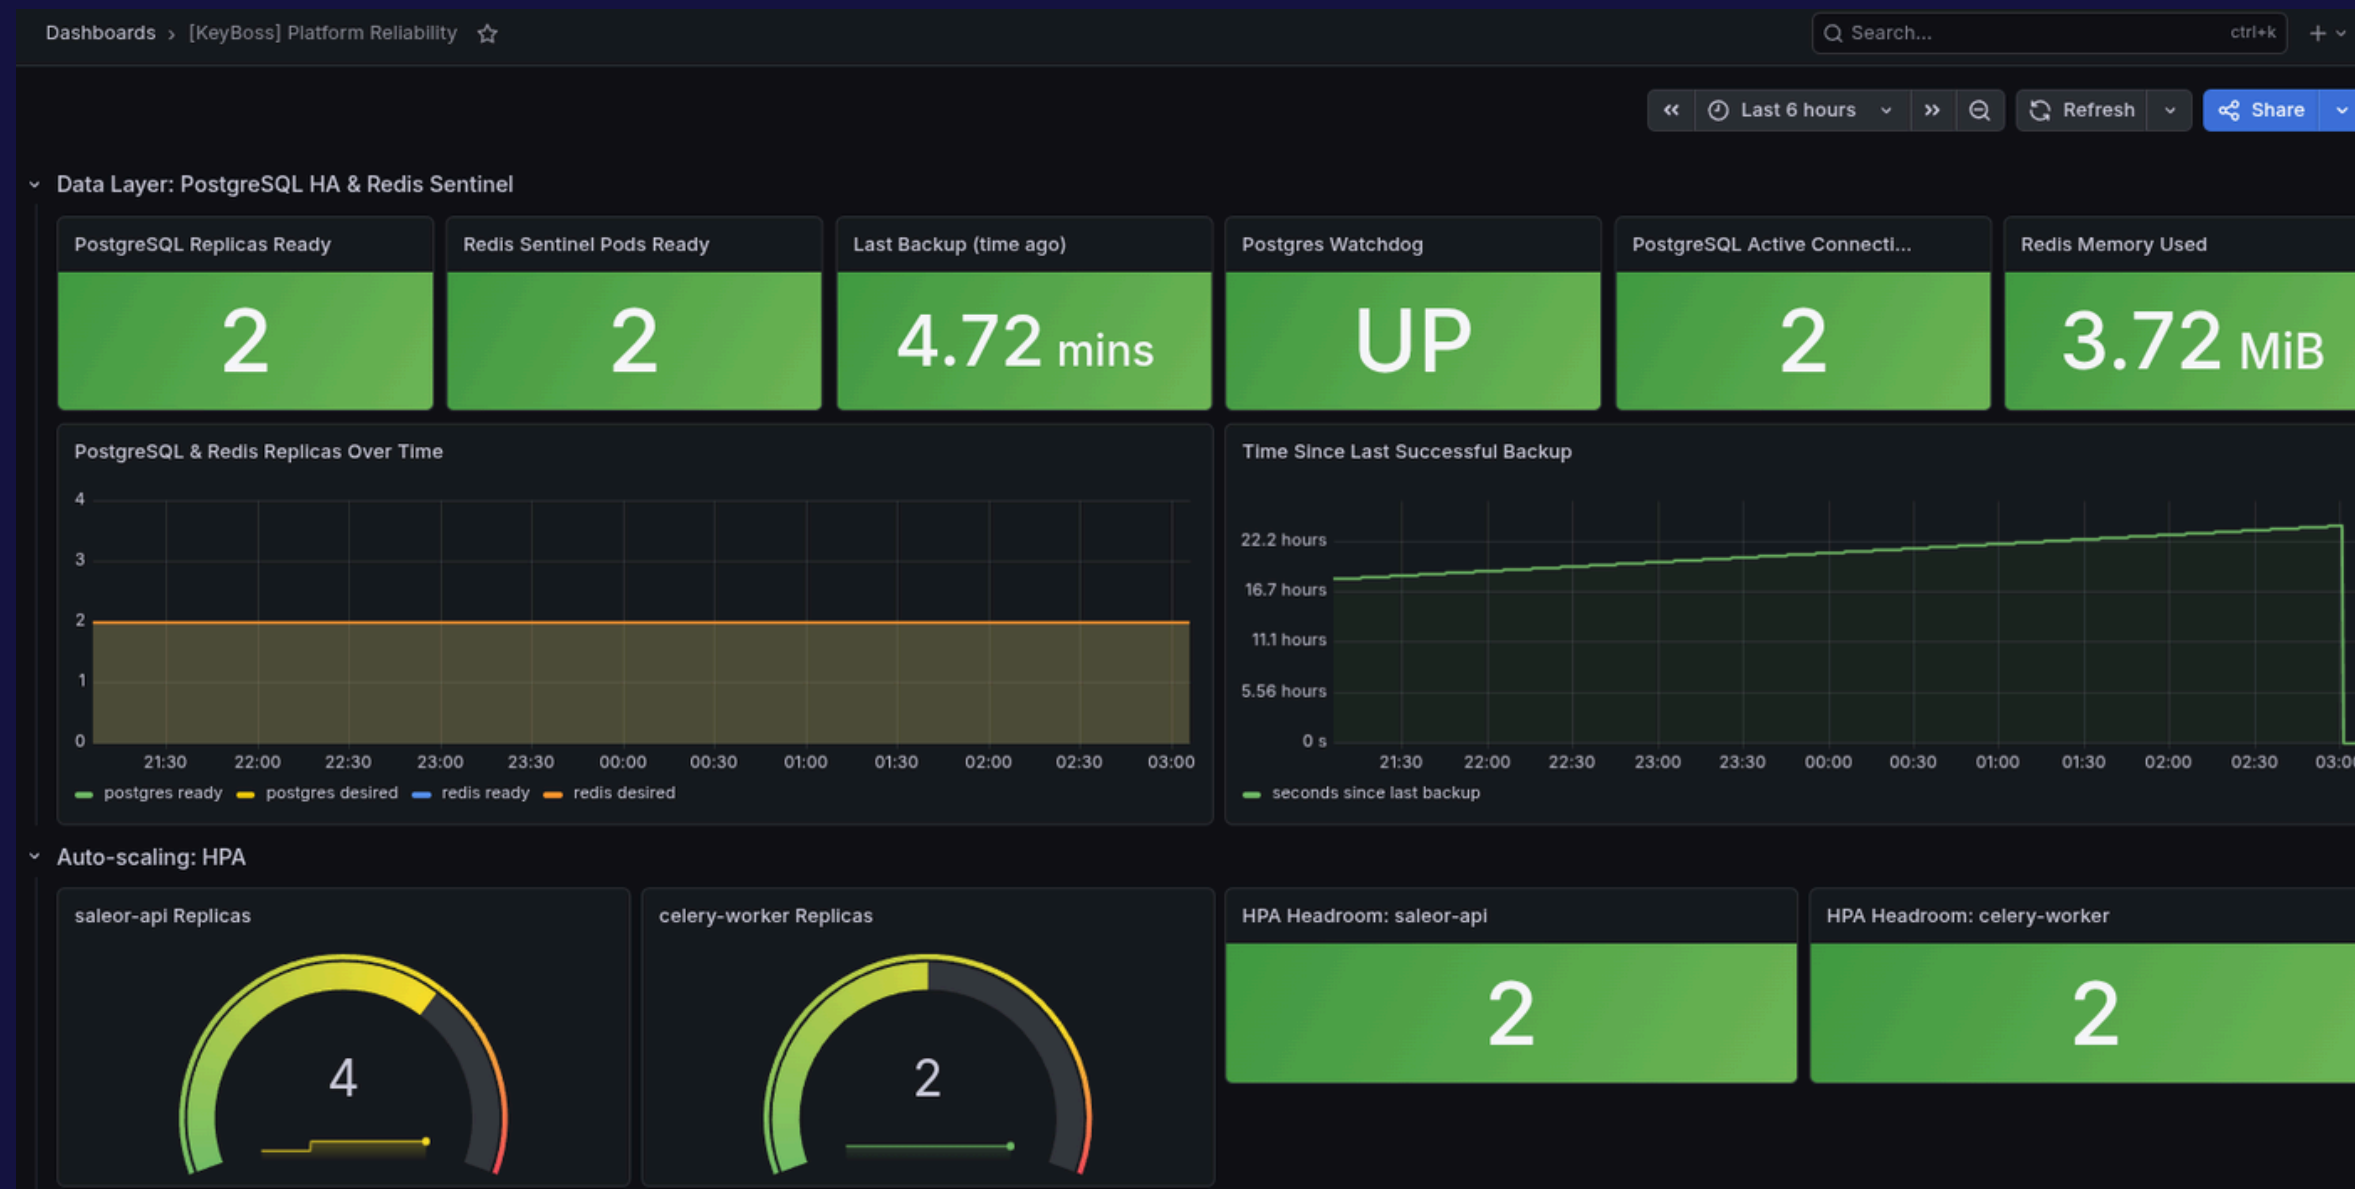 Dashboards › [KeyBoss] Platform Reliability
Search... ctrl+k
Last 6 hours Refresh Share
Data Layer: PostgreSQL HA & Redis Sentinel
PostgreSQL Replicas Ready
2
Redis Sentinel Pods Ready
2
Last Backup (time ago)
4.72 mins
Postgres Watchdog
UP
PostgreSQL Active Connecti...
2
Redis Memory Used
3.72 MiB
PostgreSQL & Redis Replicas Over Time
4
3
2
1
0
21:30 22:00 22:30 23:00 23:30 00:00 00:30 01:00 01:30 02:00 02:30 03:00
postgres ready postgres desired redis ready redis desired
Time Since Last Successful Backup
22.2 hours
16.7 hours
11.1 hours
5.56 hours
0 s
21:30 22:00 22:30 23:00 23:30 00:00 00:30 01:00 01:30 02:00 02:30
seconds since last backup
Auto-scaling: HPA
saleor-api Replicas
4
celery-worker Replicas
2
HPA Headroom: saleor-api
2
HPA Headroom: celery-worker
2